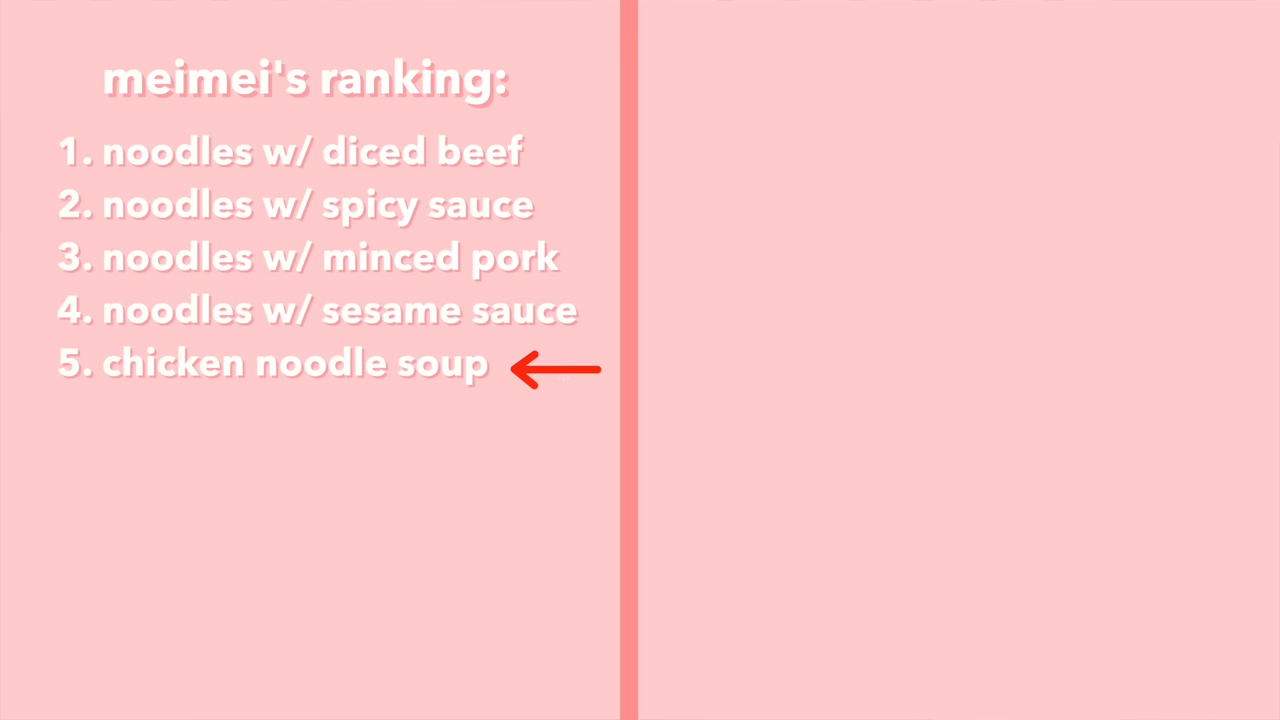 meimei's ranking:
1. noodles w/ diced beef
2. noodles w/ spicy sauce
3. noodles w/ minced pork
4. noodles w/ sesame sauce
5. chicken noodle soup